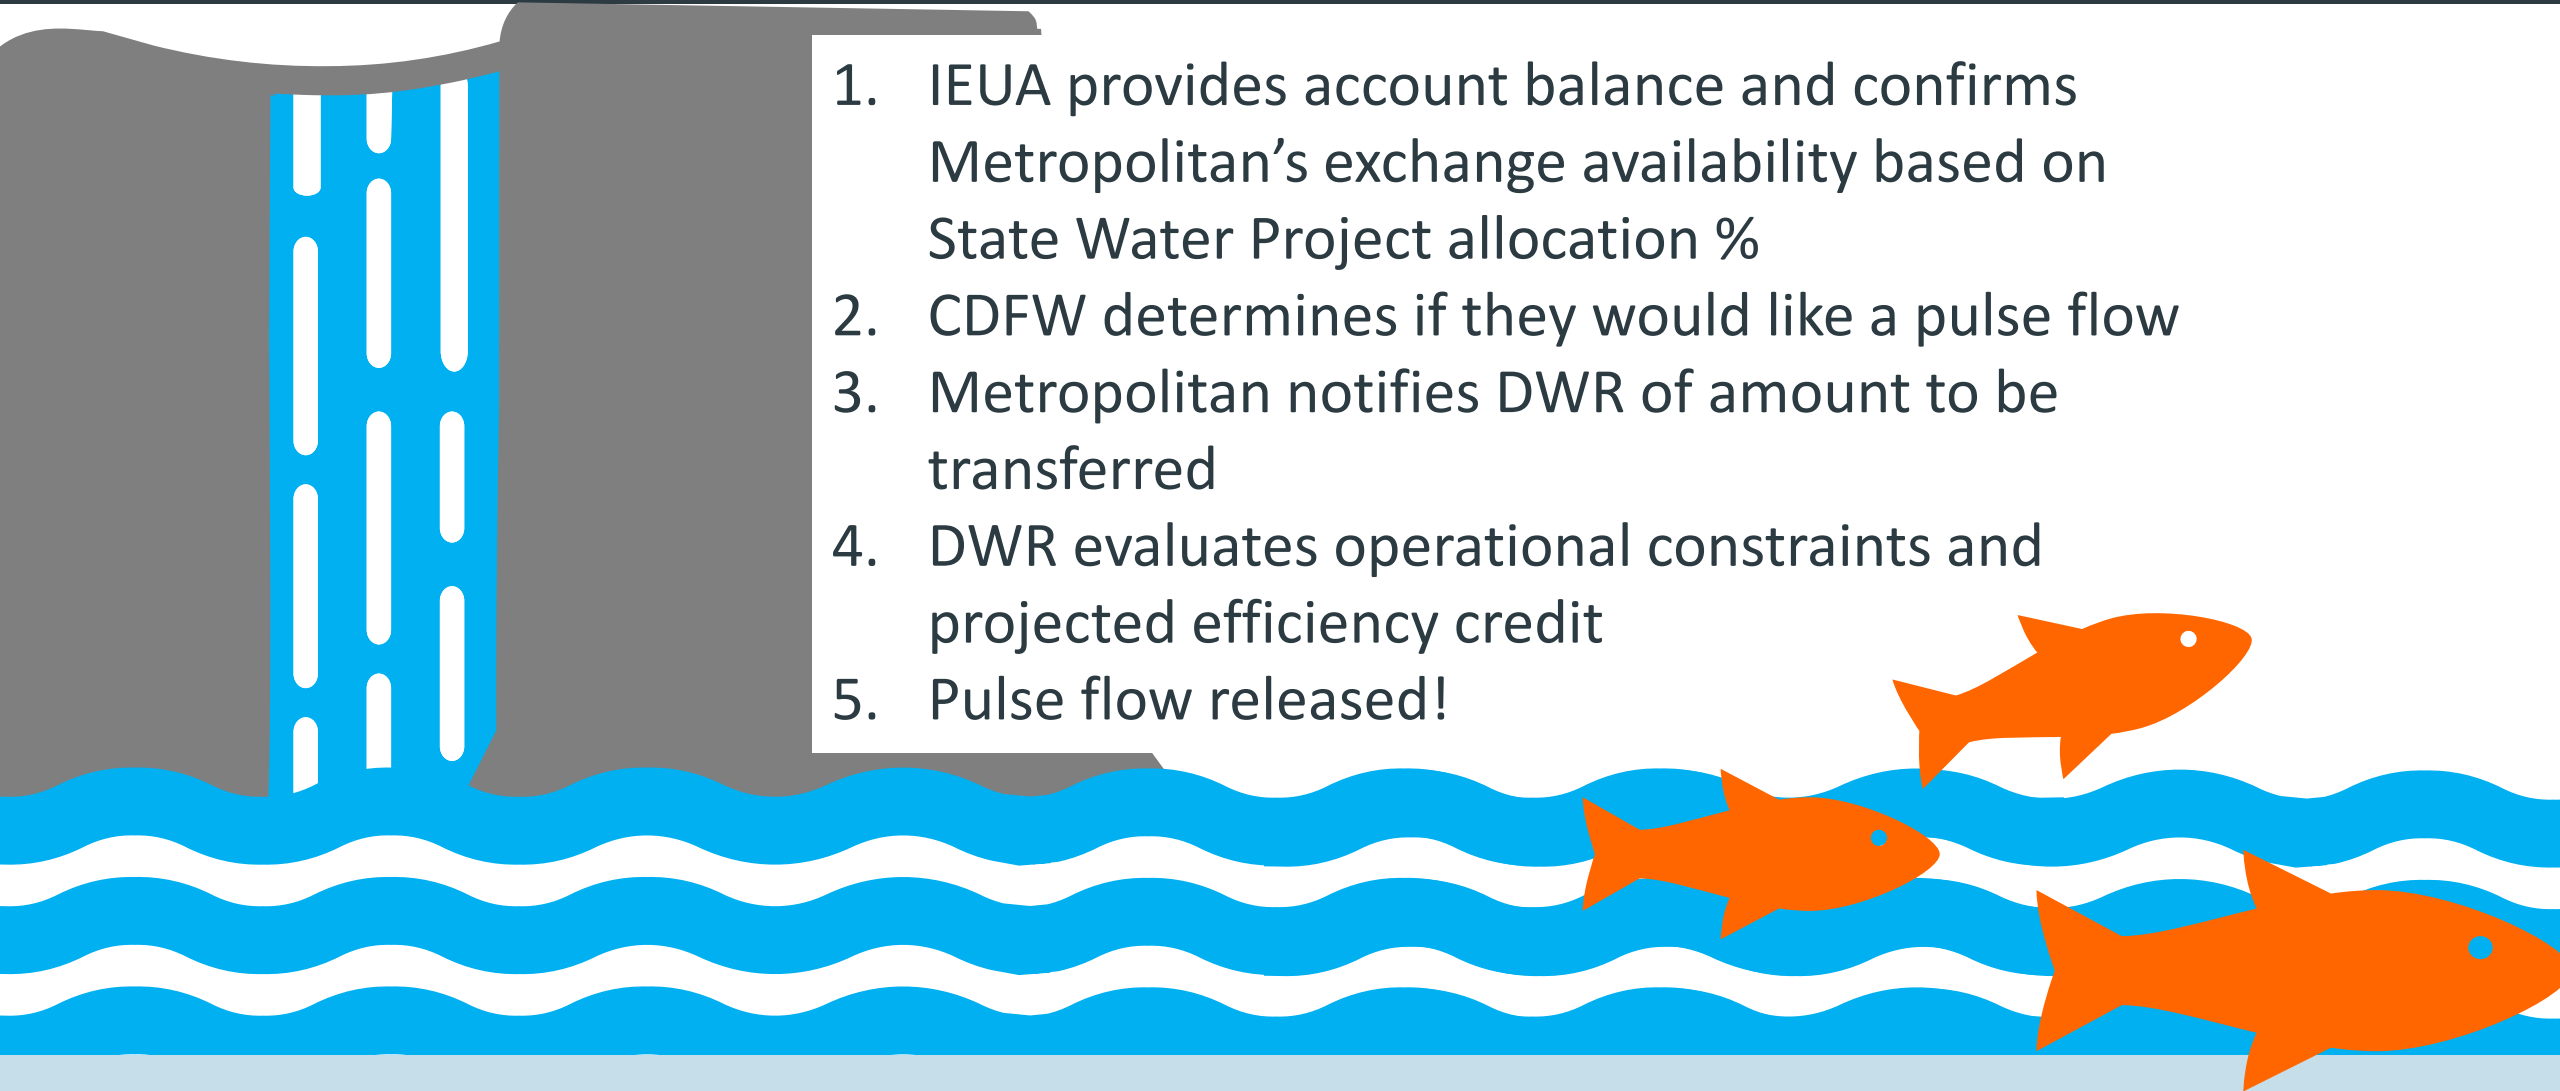 1. IEUA provides account balance and confirms
Metropolitan’s exchange availability based on
State Water Project allocation %
2. CDFW determines if they would like a pulse flow
3. Metropolitan notifies DWR of amount to be
transferred
4. DWR evaluates operational constraints and
projected efficiency credit
5. Pulse flow released!